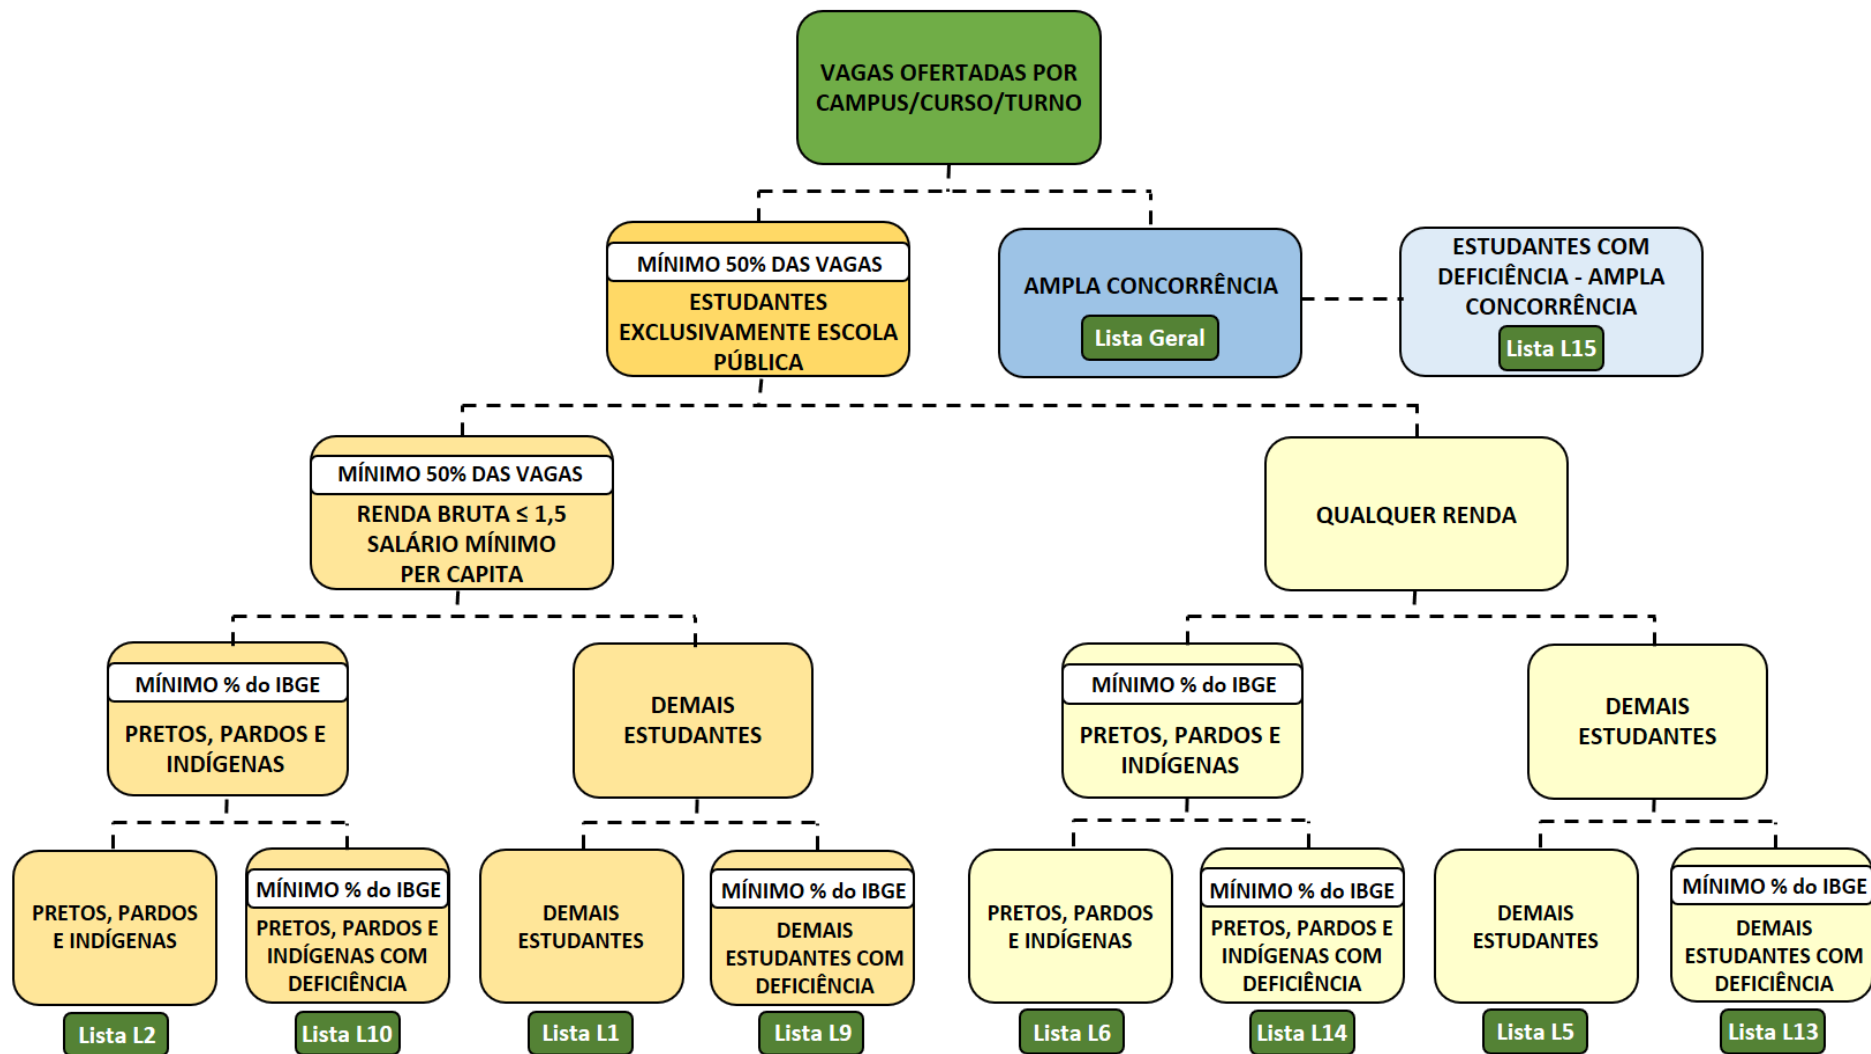 VAGAS OFERTADAS POR
CAMPUS/CURSO/TURNO
MÍNIMO 50% DAS VAGAS
ESTUDANTES
EXCLUSIVAMENTE ESCOLA
PÚBLICA
AMPLA CONCORRÊNCIA
Lista Geral
ESTUDANTES COM
DEFICIÊNCIA - AMPLA
CONCORRÊNCIA
Lista L15
MÍNIMO 50% DAS VAGAS
RENDA BRUTA ≤ 1,5
SALÁRIO MÍNIMO
PER CAPITA
QUALQUER RENDA
MÍNIMO % do IBGE
PRETOS, PARDOS E
INDÍGENAS
DEMAIS
ESTUDANTES
MÍNIMO % do IBGE
PRETOS, PARDOS E
INDÍGENAS
DEMAIS
ESTUDANTES
PRETOS, PARDOS
E INDÍGENAS
Lista L2
MÍNIMO % do IBGE
PRETOS, PARDOS E
INDÍGENAS COM
DEFICIÊNCIA
Lista L10
DEMAIS
ESTUDANTES
Lista L1
MÍNIMO % do IBGE
DEMAIS
ESTUDANTES COM
DEFICIÊNCIA
Lista L9
PRETOS, PARDOS
E INDÍGENAS
Lista L6
MÍNIMO % do IBGE
PRETOS, PARDOS E
INDÍGENAS COM
DEFICIÊNCIA
Lista L14
DEMAIS
ESTUDANTES
Lista L5
MÍNIMO % do IBGE
DEMAIS
ESTUDANTES COM
DEFICIÊNCIA
Lista L13